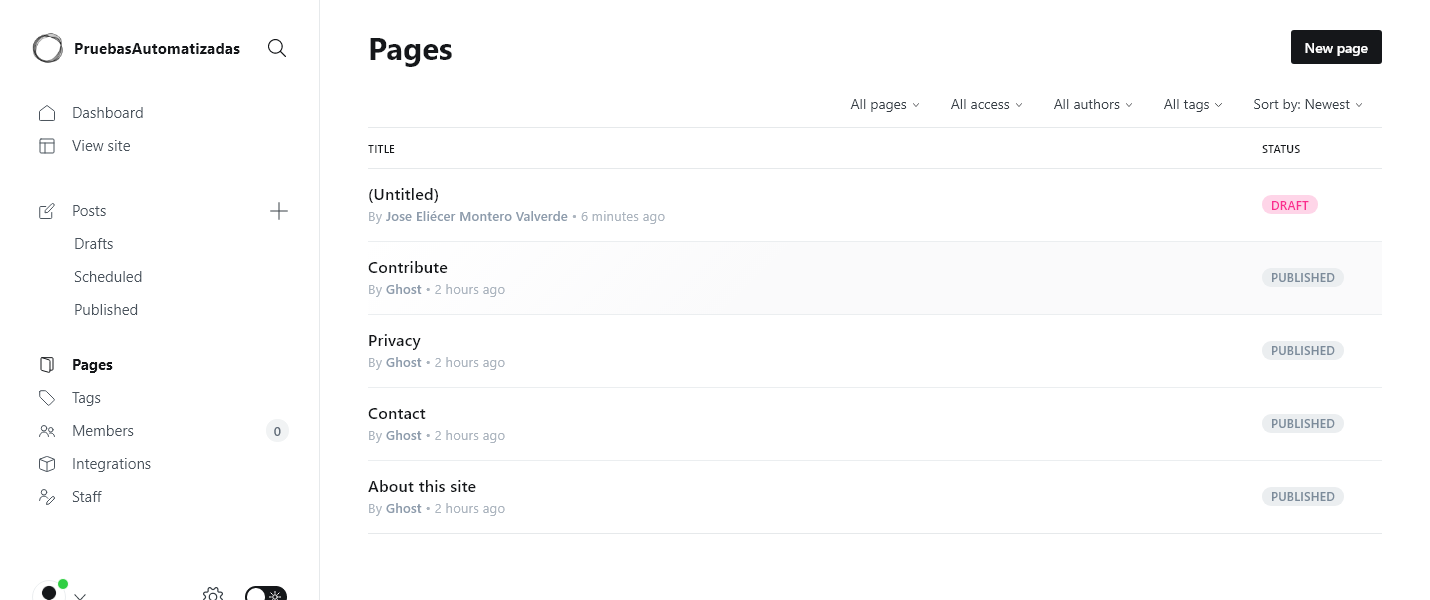 PruebasAutomatizadas
Dashboard
View site
Posts
Drafts
Scheduled
Published
Pages
Tags
Members 0
Integrations
Staff
Pages
New page
All pages All access All authors All tags Sort by: Newest
TITLE STATUS
(Untitled)
By Jose Eliécer Montero Valverde • 6 minutes ago
DRAFT
Contribute
By Ghost • 2 hours ago
PUBLISHED
Privacy
By Ghost • 2 hours ago
PUBLISHED
Contact
By Ghost • 2 hours ago
PUBLISHED
About this site
By Ghost • 2 hours ago
PUBLISHED